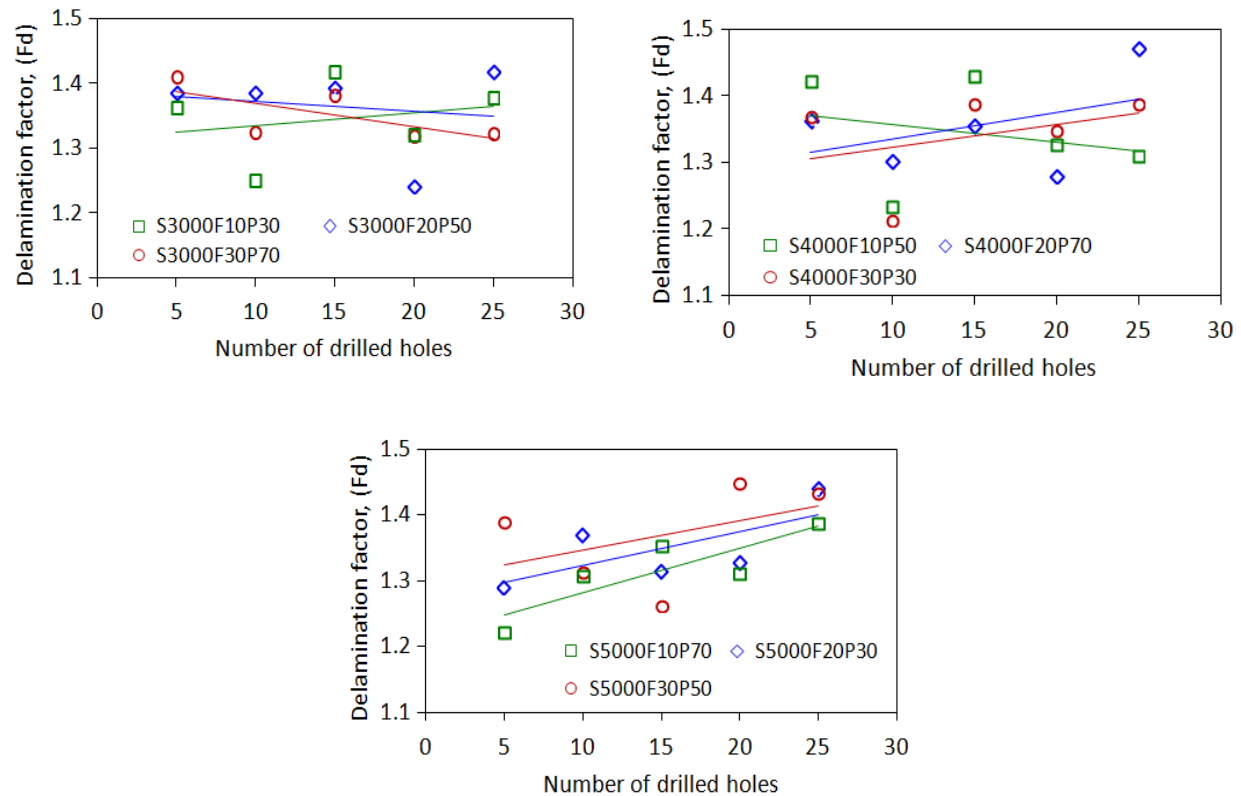 Delamination factor, (Fd)
1.5
1.4
1.3
1.2
1.1
S3000F10P30 S3000F20P50
S3000F30P70
0 5 10 15 20 25 30
Number of drilled holes
Delamination factor, (Fd)
1.5
1.4
1.3
1.2
1.1
S4000F10P50 S4000F20P70
S4000F30P30
0 5 10 15 20 25 30
Number of drilled holes
Delamination factor, (Fd)
1.5
1.4
1.3
1.2
1.1
S5000F10P70 S5000F20P30
S5000F30P50
0 5 10 15 20 25 30
Number of drilled holes